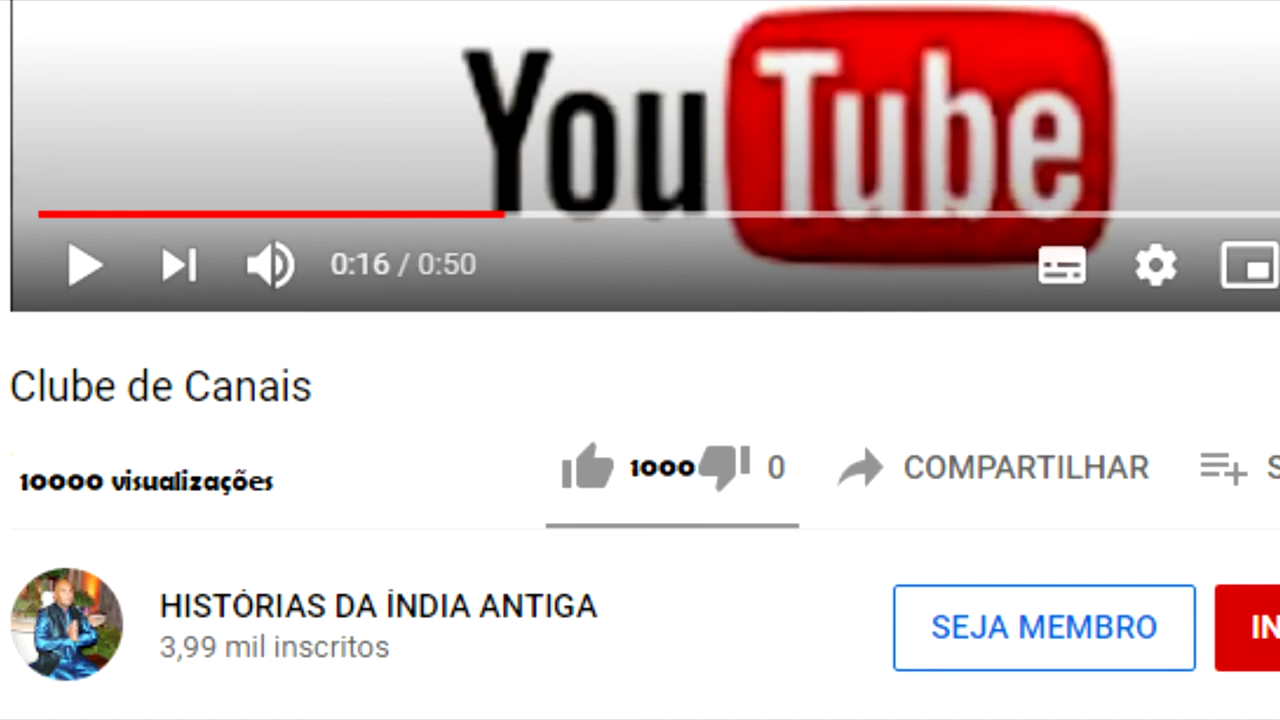 YouTube
0:16 / 0:50
Clube de Canais
10000 visualizações
1000 0 COMPARTILHAR S
HISTÓRIAS DA ÍNDIA ANTIGA
3,99 mil inscritos
SEJA MEMBRO
IN